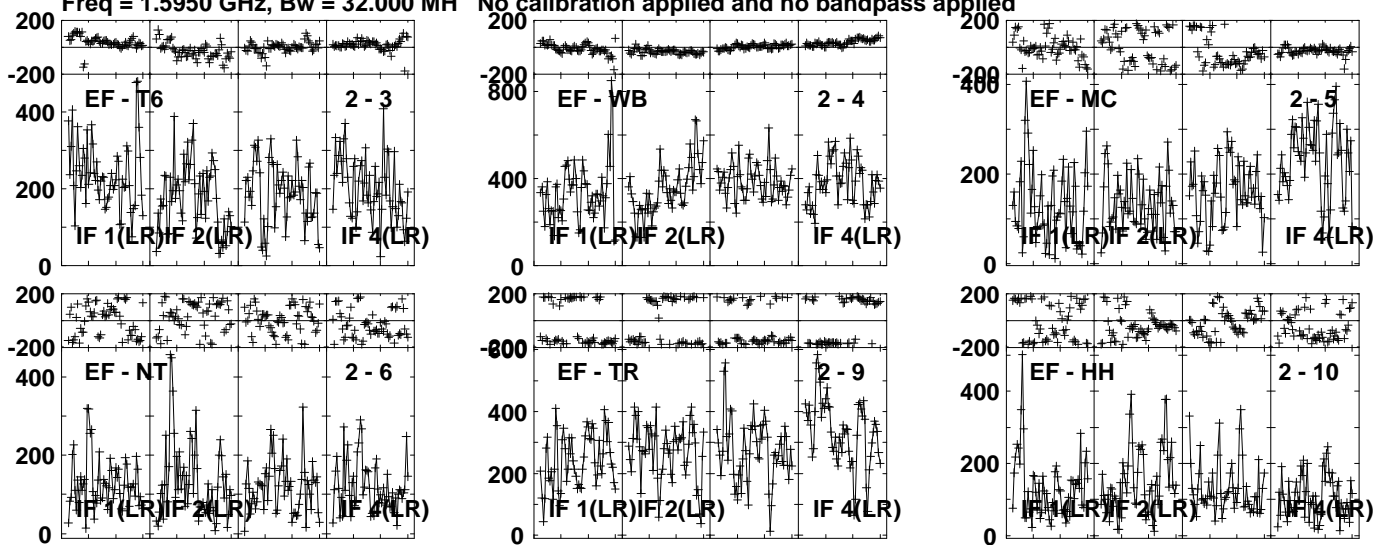 Freq = 1.5950 GHz, Bw = 32.000 MH No calibration applied and no bandpass applied
200
-200
400
200
0
EF - T6 2 - 3
IF 1(LR) IF 2(LR) IF 4(LR)
200
-200
800
400
0
EF - WB 2 - 4
IF 1(LR) IF 2(LR) IF 4(LR)
200
-200
400
200
0
EF - MC 2 - 5
IF 1(LR) IF 2(LR) IF 4(LR)
200
-200
400
200
0
EF - NT 2 - 6
IF 1(LR) IF 2(LR) IF 4(LR)
200
-200
600
400
200
0
EF - TR 2 - 9
IF 1(LR) IF 2(LR) IF 4(LR)
200
-200
400
200
0
EF - HH 2 - 10
IF 1(LR) IF 2(LR) IF 4(LR)